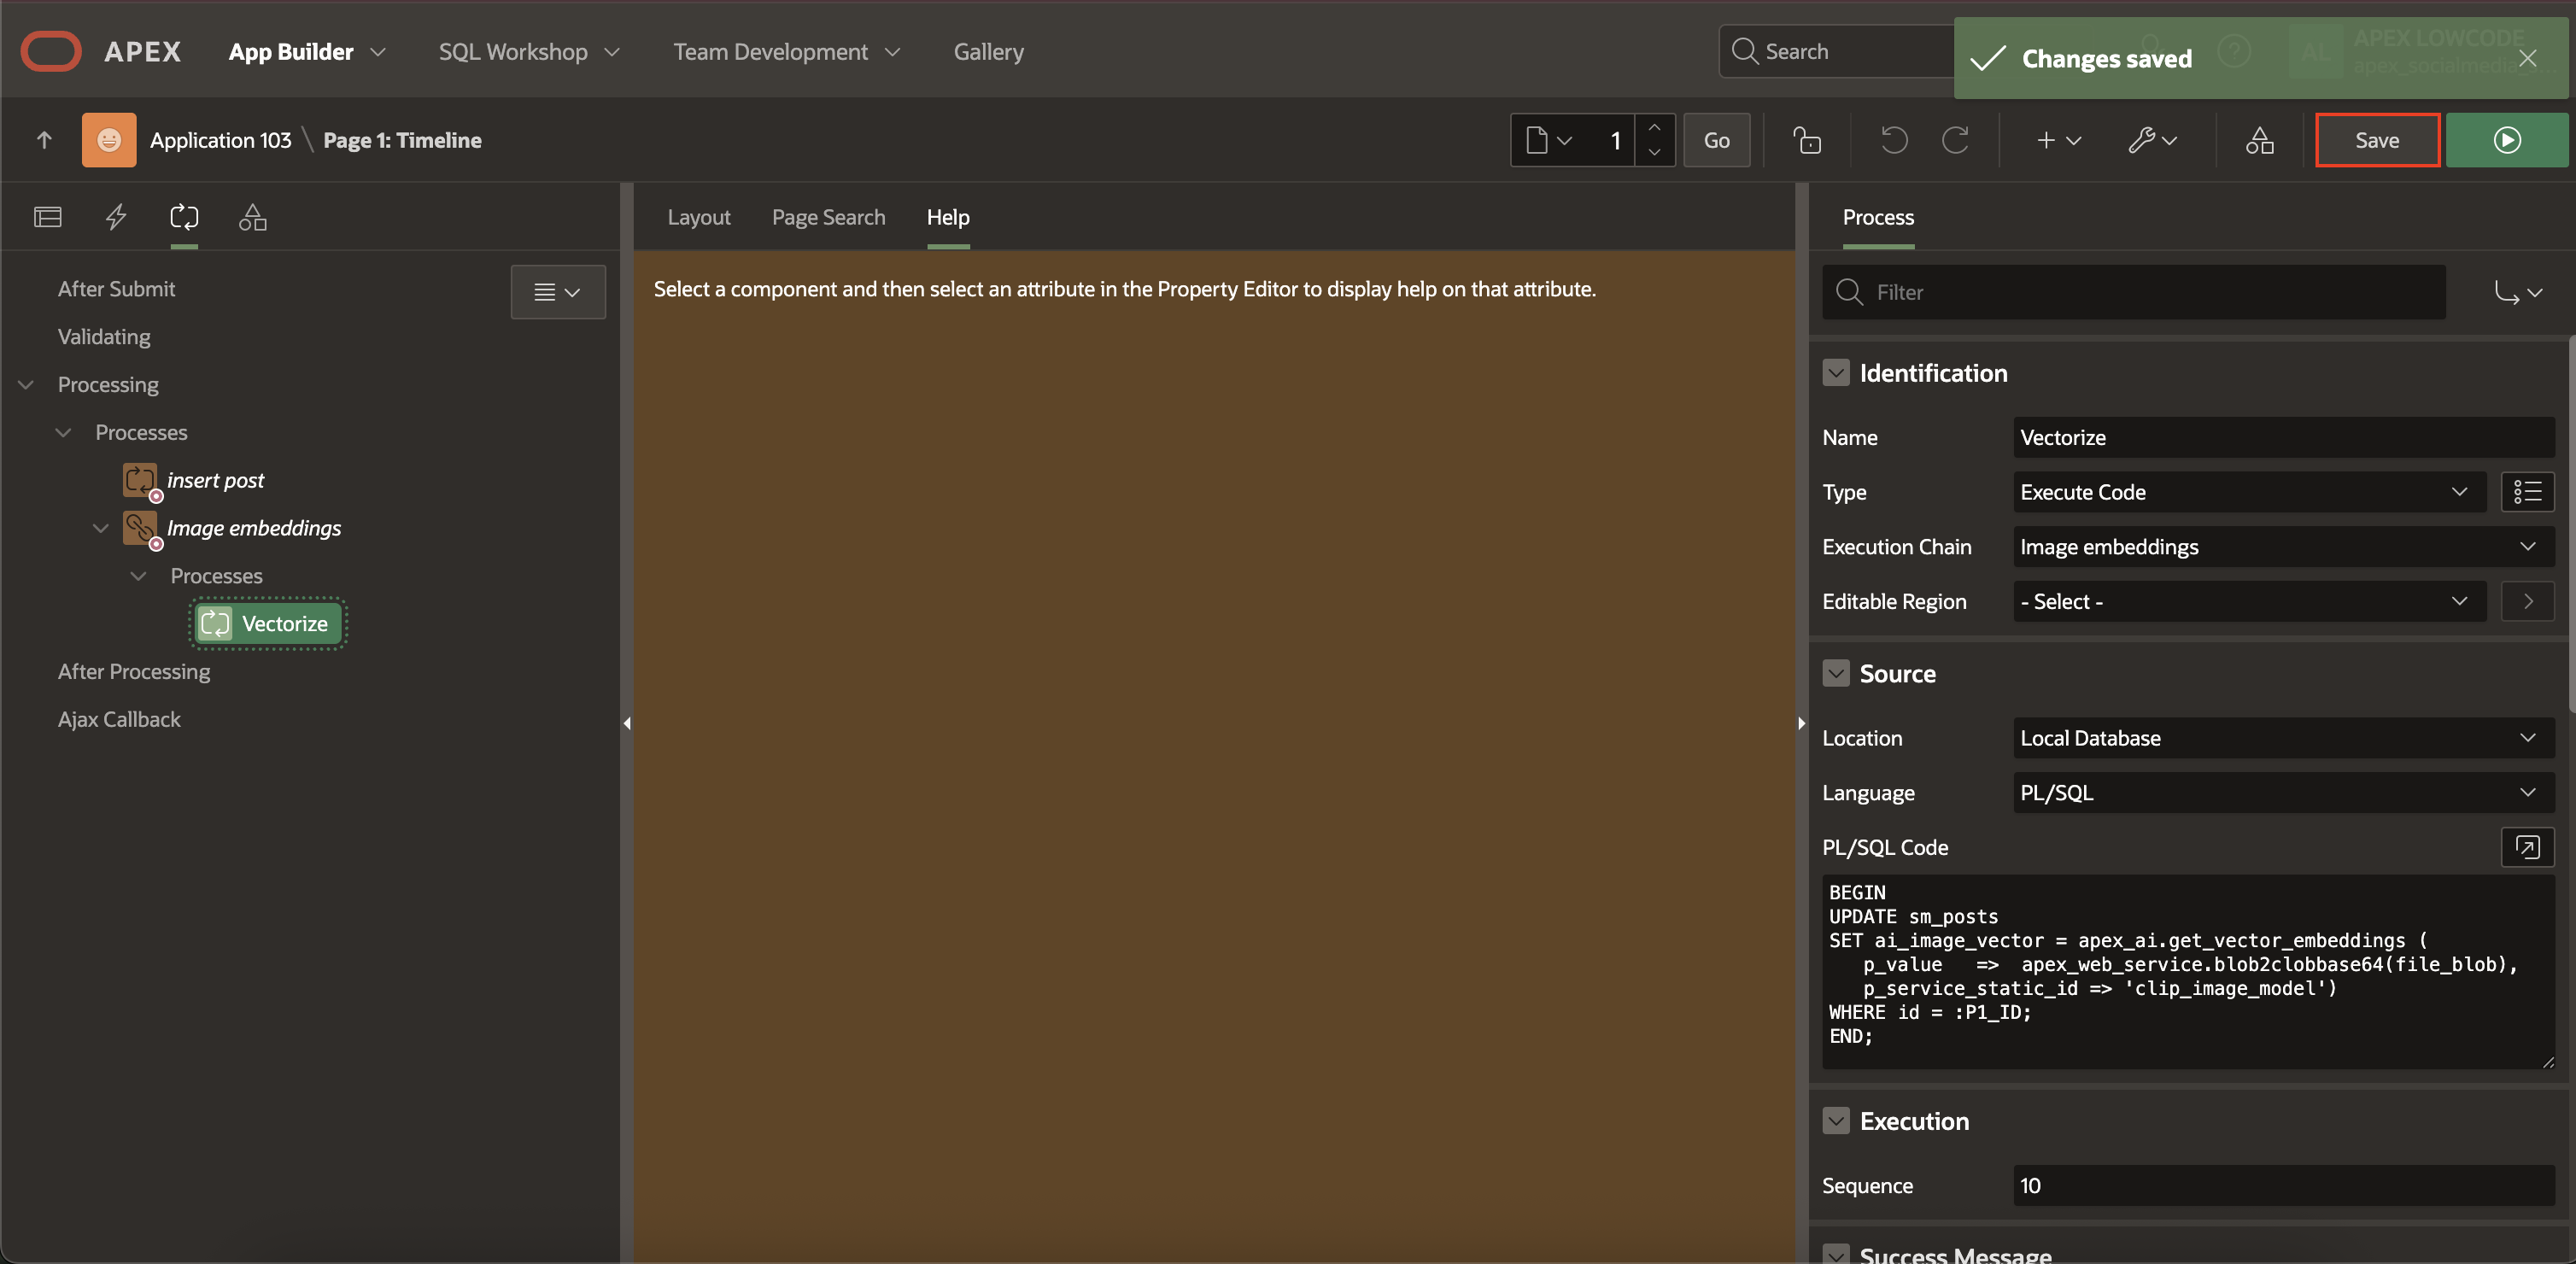 APEX
App Builder
SQL Workshop
Team Development
Gallery
Search
Changes saved
APEX LOWCODE
AL
Application 103 \ Page 1: Timeline
1
Go
Save
Layout
Page Search
Help
Process
After Submit
Validating
Processing
Processes
insert post
Image embeddings
Processes
Vectorize
After Processing
Ajax Callback
Select a component and then select an attribute in the Property Editor to display help on that attribute.
Filter
Identification
Name
Vectorize
Type
Execute Code
Execution Chain
Image embeddings
Editable Region
- Select -
Source
Location
Local Database
Language
PL/SQL
PL/SQL Code
BEGIN
UPDATE sm_posts
SET ai_image_vector = apex_ai.get_vector_embeddings (
p_value => apex_web_service.blob2clobbase64(file_blob),
p_service_static_id => 'clip_image_model')
WHERE id = :P1_ID;
END;
Execution
Sequence
10
Success Message